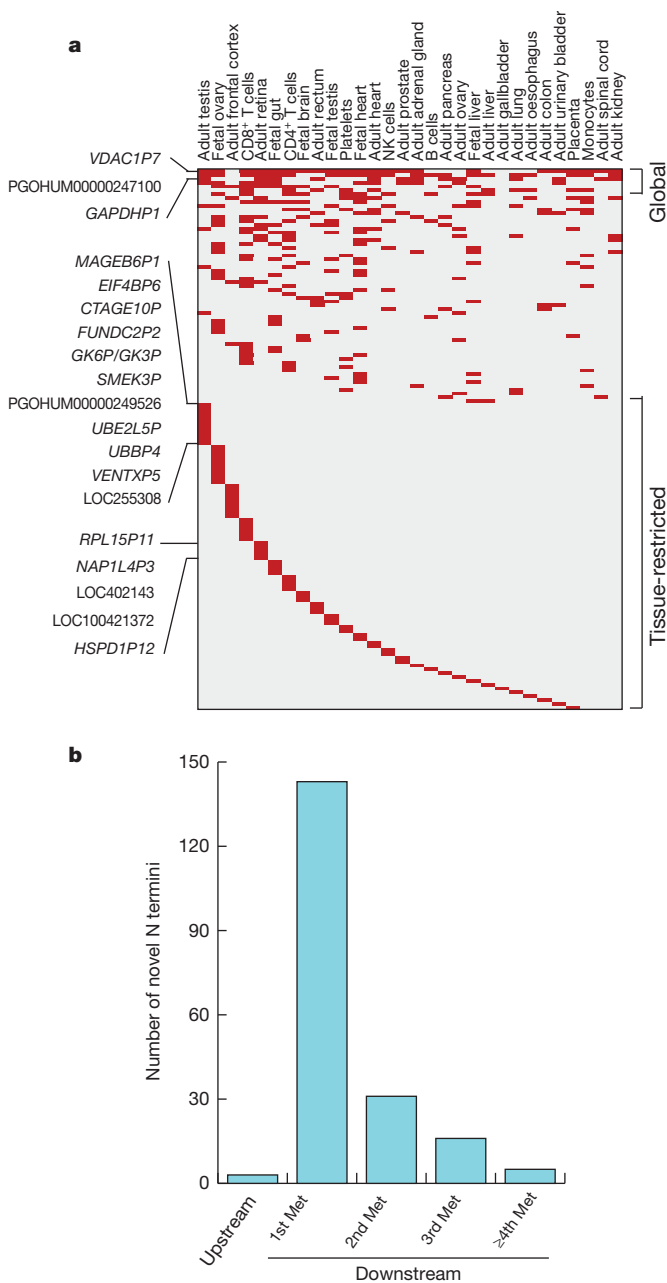 a
Adult testis
Fetal ovary
Adult frontal cortex
CD8⁺ T cells
Adult retina
Fetal gut
CD4⁺ T cells
Fetal brain
Adult rectum
Fetal testis
Platelets
Fetal heart
Adult heart
NK cells
Adult prostate
Adult adrenal gland
B cells
Adult pancreas
Adult ovary
Fetal liver
Adult liver
Adult gallbladder
Adult lung
Adult oesophagus
Adult colon
Adult urinary bladder
Placenta
Monocytes
Adult spinal cord
Adult kidney
VDAC1P7
PGOHUM00000247100
GAPDHP1
MAGEB6P1
EIF4BP6
CTAGE10P
FUNDC2P2
GK6P/GK3P
SMEK3P
PGOHUM00000249526
UBE2L5P
UBBP4
VENTXP5
LOC255308
RPL15P11
NAP1L4P3
LOC402143
LOC100421372
HSPD1P12
Global
Tissue-restricted
b
Number of novel N termini
150
120
90
60
30
0
Upstream
1st Met
2nd Met
3rd Met
≥4th Met
Downstream